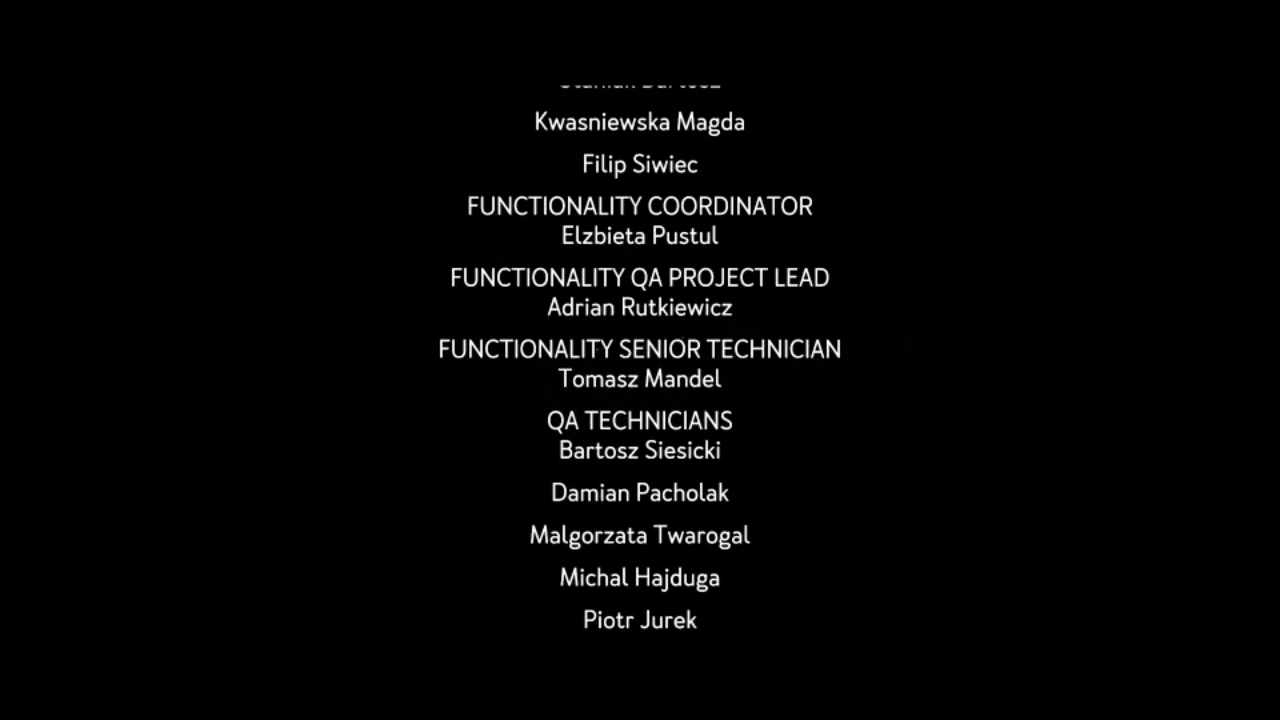 Kwasniewska Magda
Filip Siwiec
FUNCTIONALITY COORDINATOR
Elzbieta Pustul
FUNCTIONALITY QA PROJECT LEAD
Adrian Rutkiewicz
FUNCTIONALITY SENIOR TECHNICIAN
Tomasz Mandel
QA TECHNICIANS
Bartosz Siesicki
Damian Pacholak
Malgorzata Twarogal
Michal Hajduga
Piotr Jurek